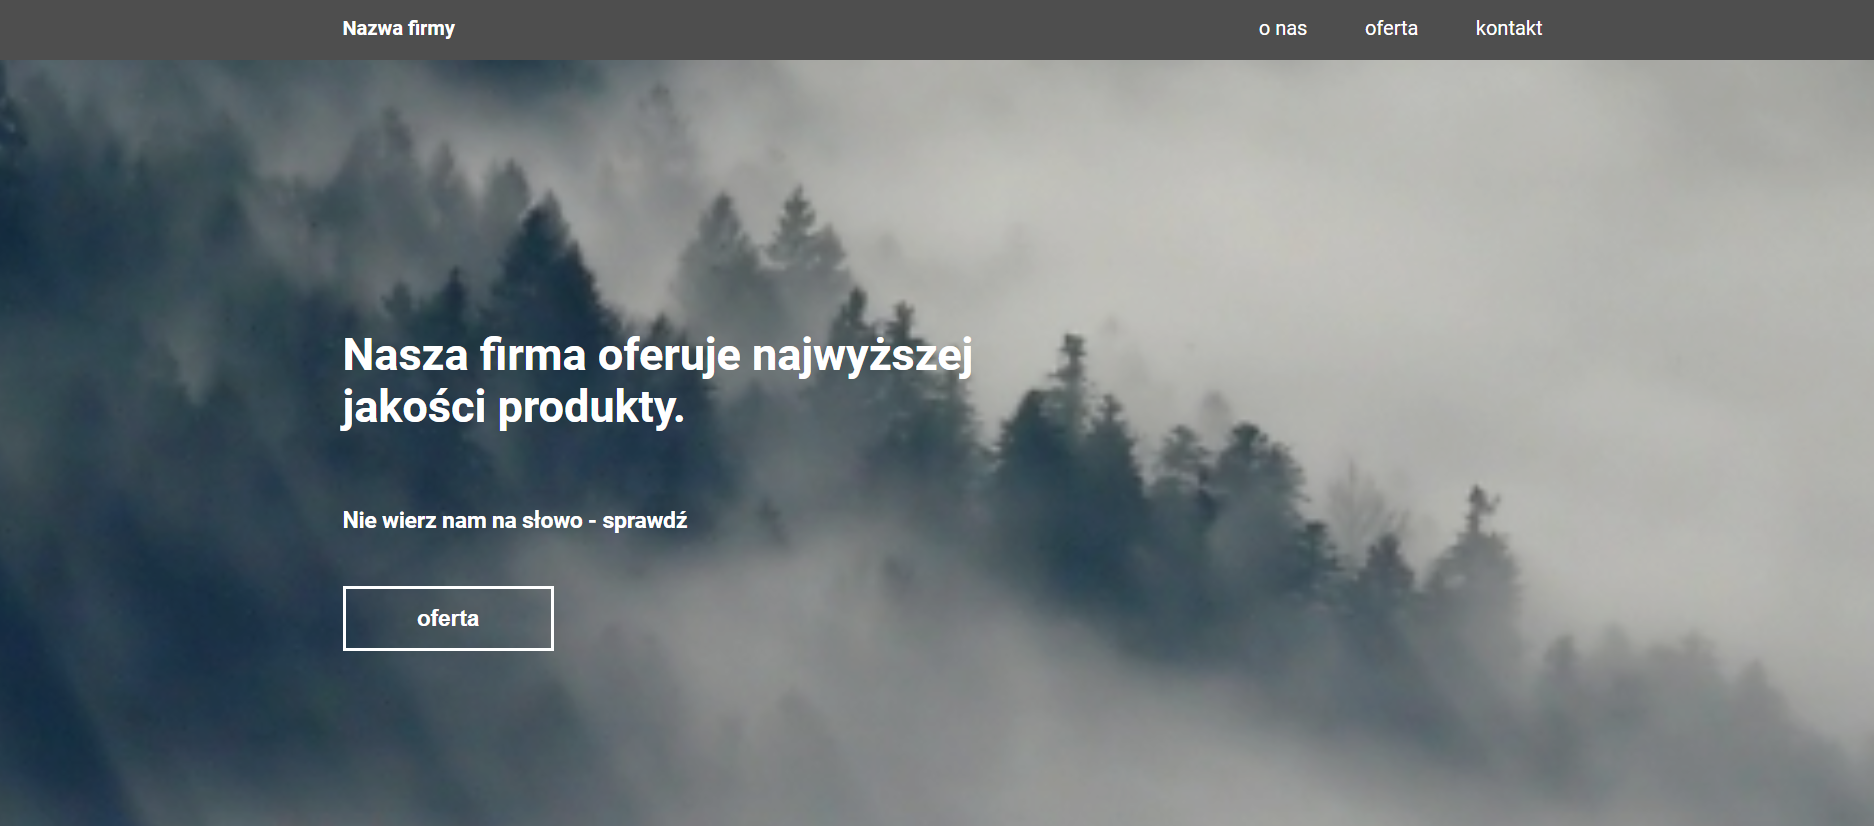 Nazwa firmy
o nas
oferta
kontakt
Nasza firma oferuje najwyższej
jakości produkty.
Nie wierz nam na słowo - sprawdź
oferta